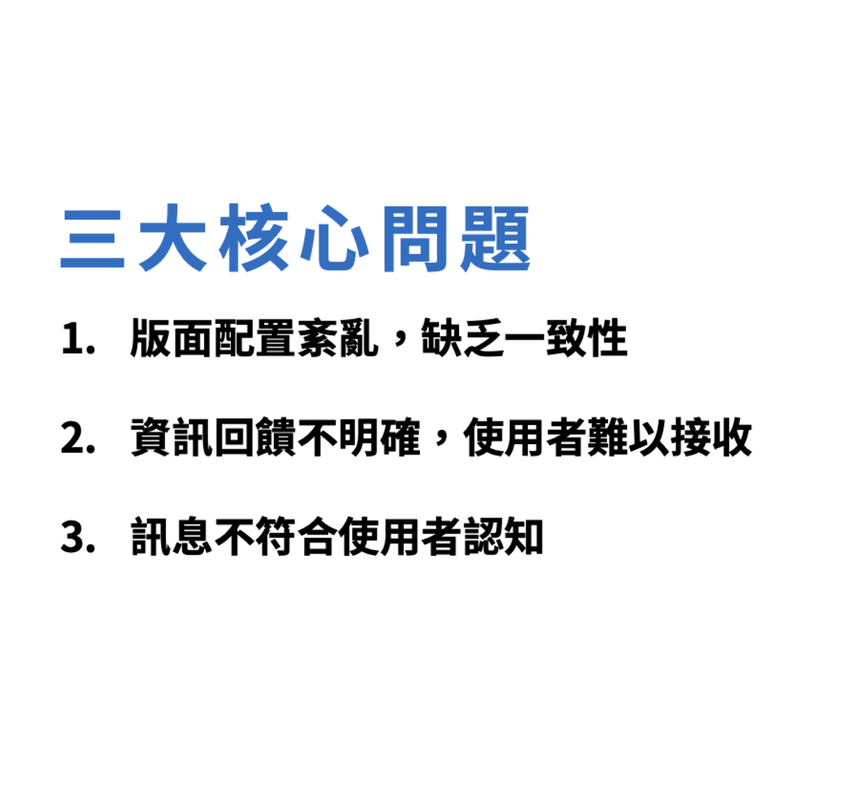 三大核心問題
1. 版面配置紊亂，缺乏一致性
2. 資訊回饋不明確，使用者難以接收
3. 訊息不符合使用者認知